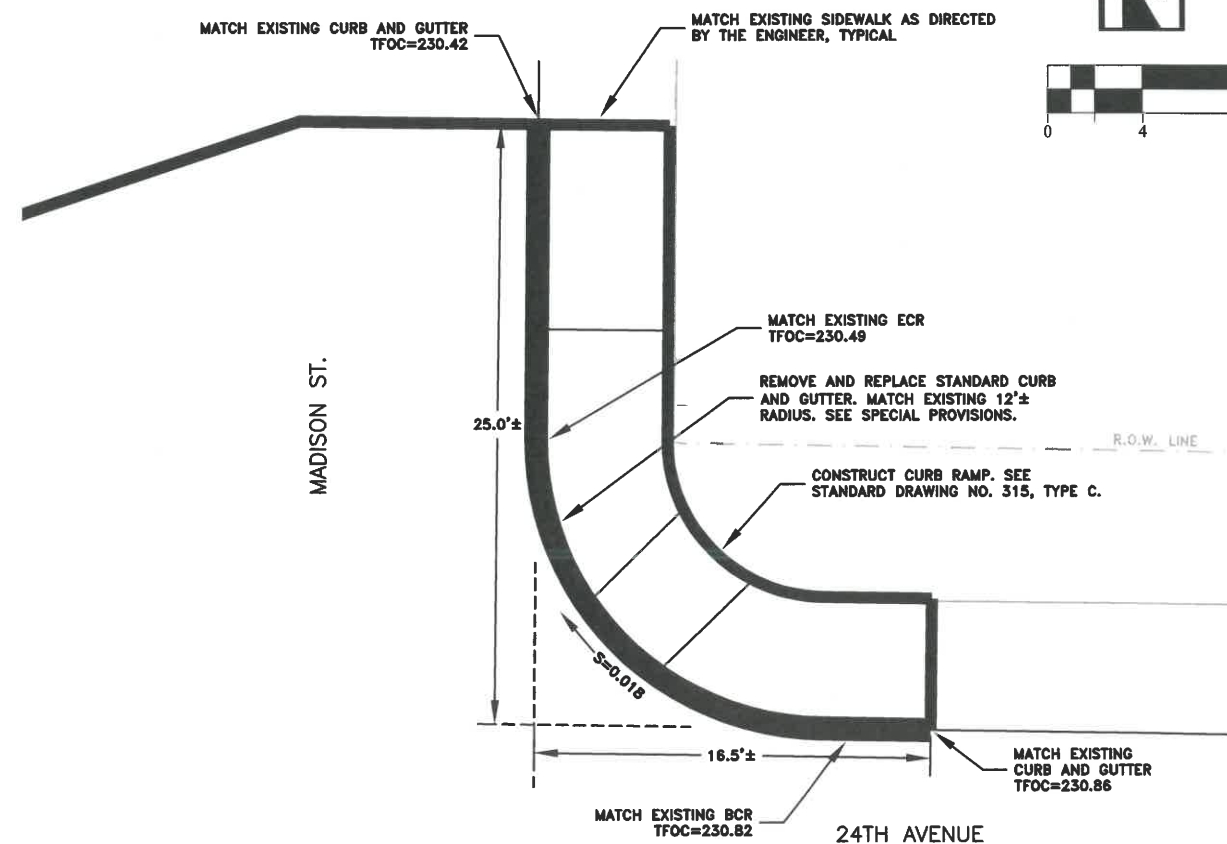 MATCH EXISTING CURB AND GUTTER
TFOC=230.42
MATCH EXISTING SIDEWALK AS DIRECTED
BY THE ENGINEER, TYPICAL
0
4
MATCH EXISTING ECR
TFOC=230.49
REMOVE AND REPLACE STANDARD CURB
AND GUTTER. MATCH EXISTING 12'±
RADIUS. SEE SPECIAL PROVISIONS.
MADISON ST.
25.0'±
R.O.W. LINE
CONSTRUCT CURB RAMP. SEE
STANDARD DRAWING NO. 315, TYPE C.
S=0.018
16.5'±
MATCH EXISTING
CURB AND GUTTER
TFOC=230.86
MATCH EXISTING BCR
TFOC=230.82
24TH AVENUE